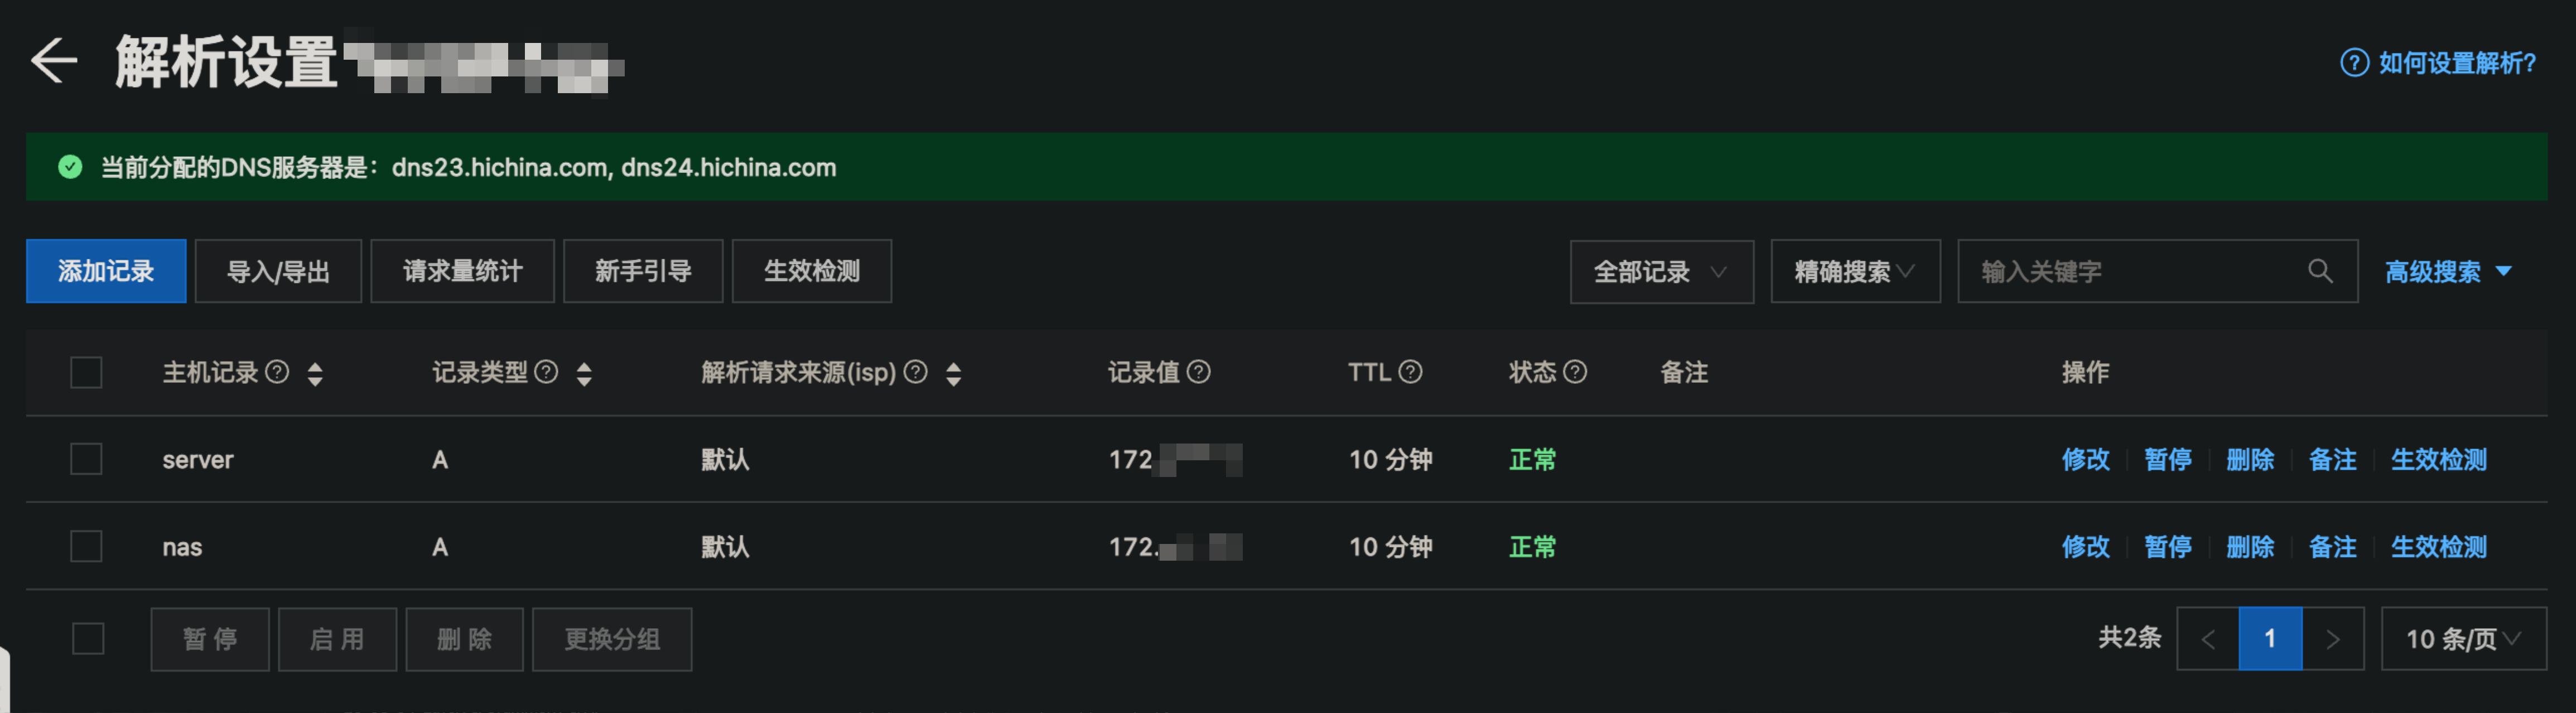 解析设置
如何设置解析?
当前分配的DNS服务器是：dns23.hichina.com, dns24.hichina.com
添加记录 导入/导出 请求量统计 新手引导 生效检测 全部记录 精确搜索 输入关键字 高级搜索
主机记录 记录类型 解析请求来源(isp) 记录值 TTL 状态 备注 操作
server A 默认 172 10 分钟 正常 修改 暂停 删除 备注 生效检测
nas A 默认 172. 10 分钟 正常 修改 暂停 删除 备注 生效检测
暂 停 启 用 删 除 更换分组 共2条 < 1 > 10 条/页